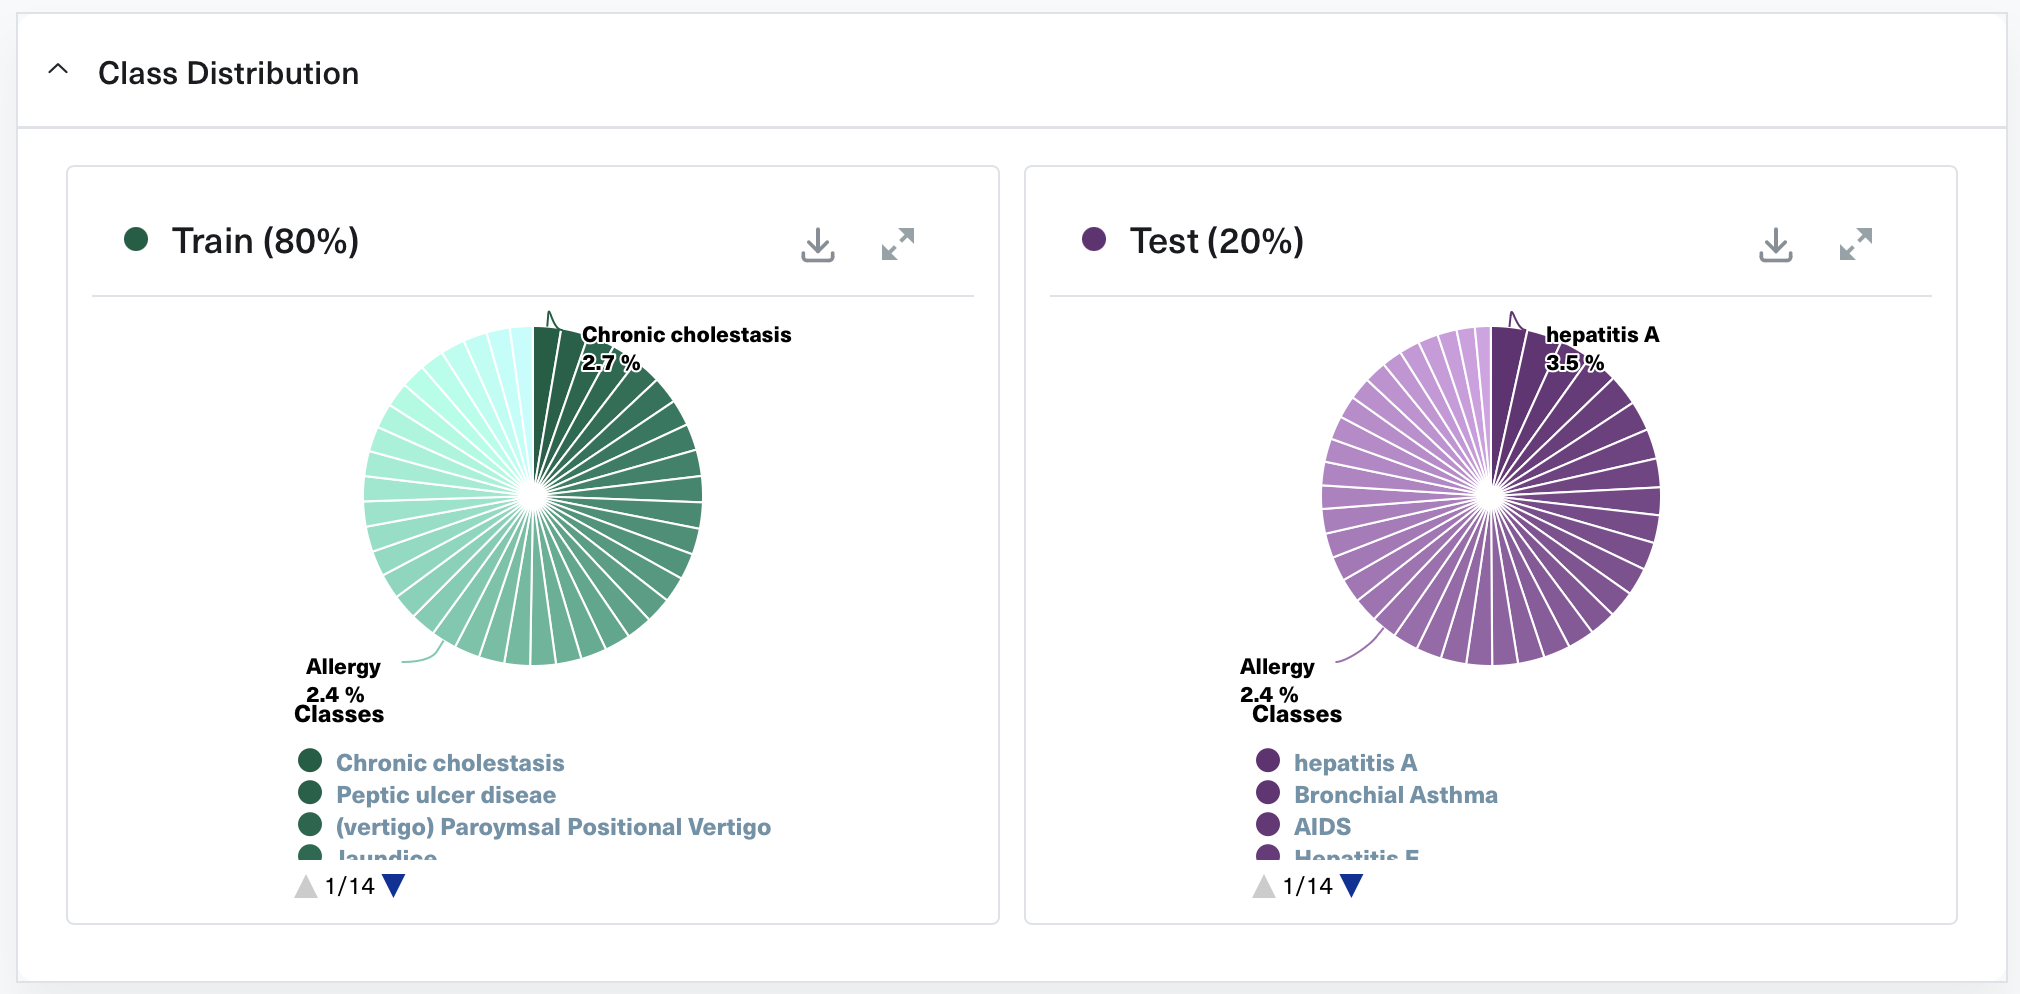 Class Distribution
Train (80%)
Chronic cholestasis
2.7 %
Allergy
2.4 %
Classes
Chronic cholestasis
Peptic ulcer diseae
(vertigo) Paroymsal Positional Vertigo
Jaundice
1/14
Test (20%)
hepatitis A
3.5 %
Allergy
2.4 %
Classes
hepatitis A
Bronchial Asthma
AIDS
Hepatitis E
1/14